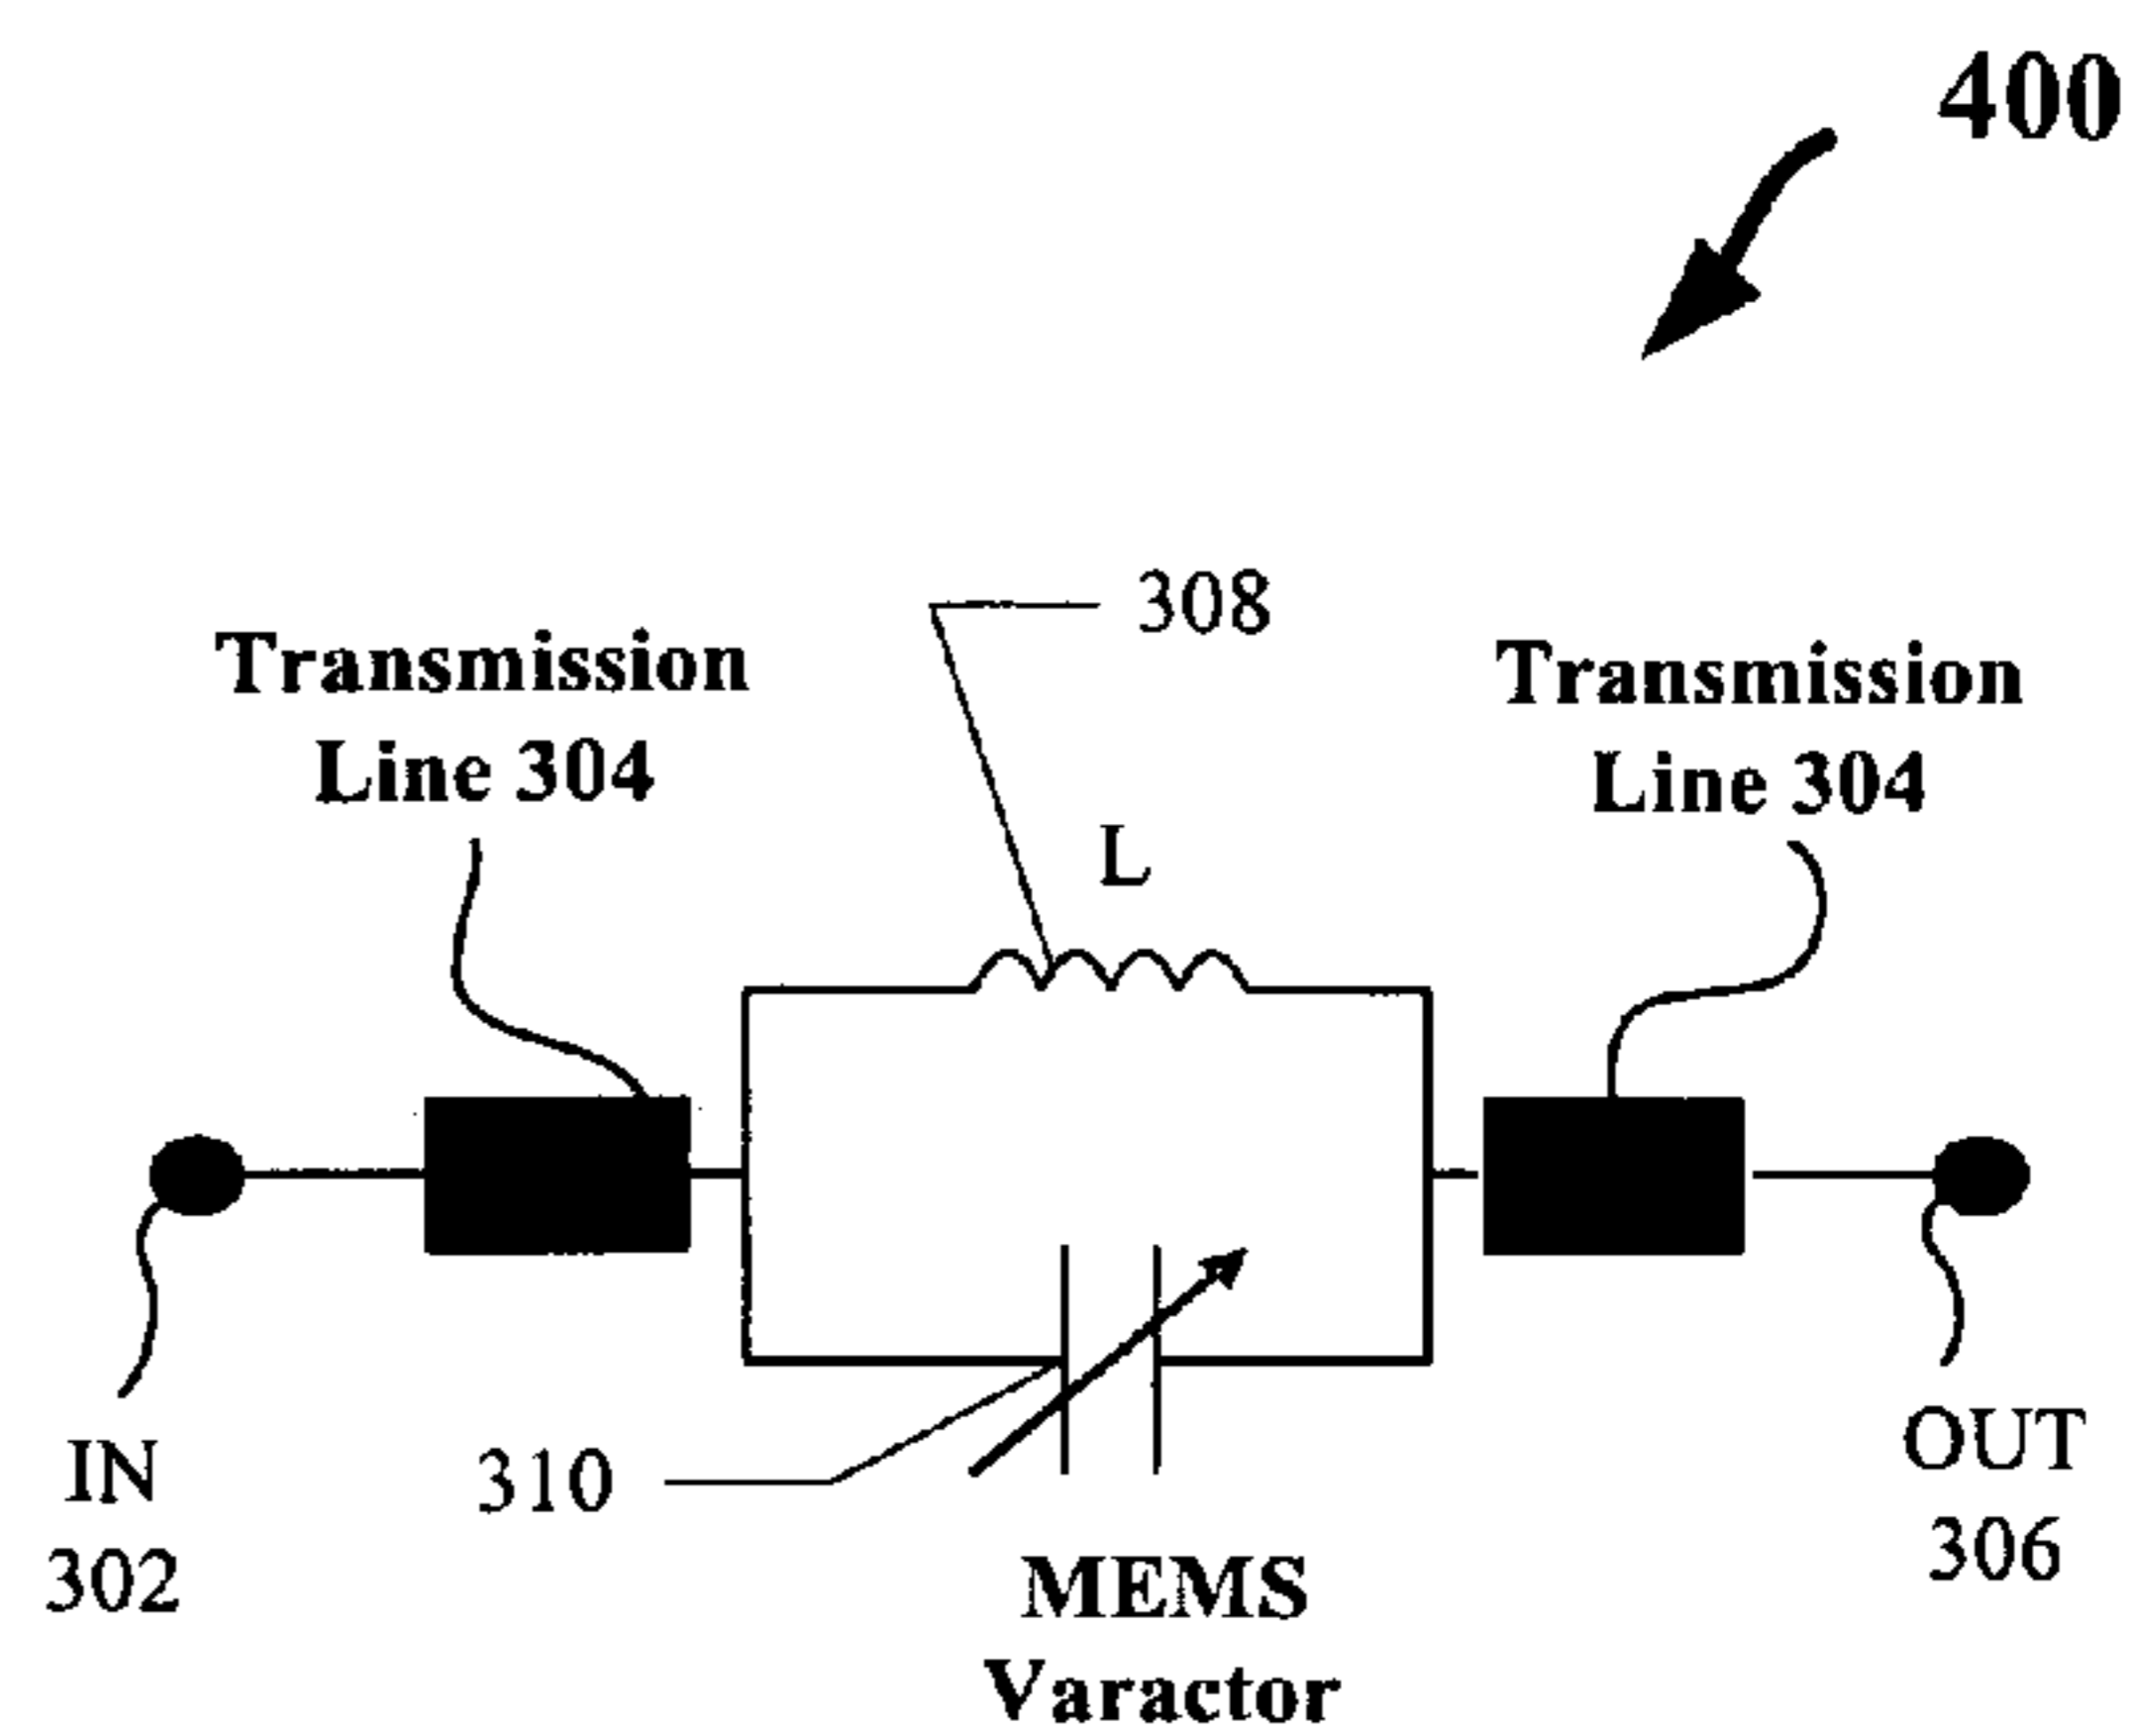 400
308
Transmission
Line 304
Transmission
Line 304
L
IN
302
310
OUT
306
MEMS
Varactor